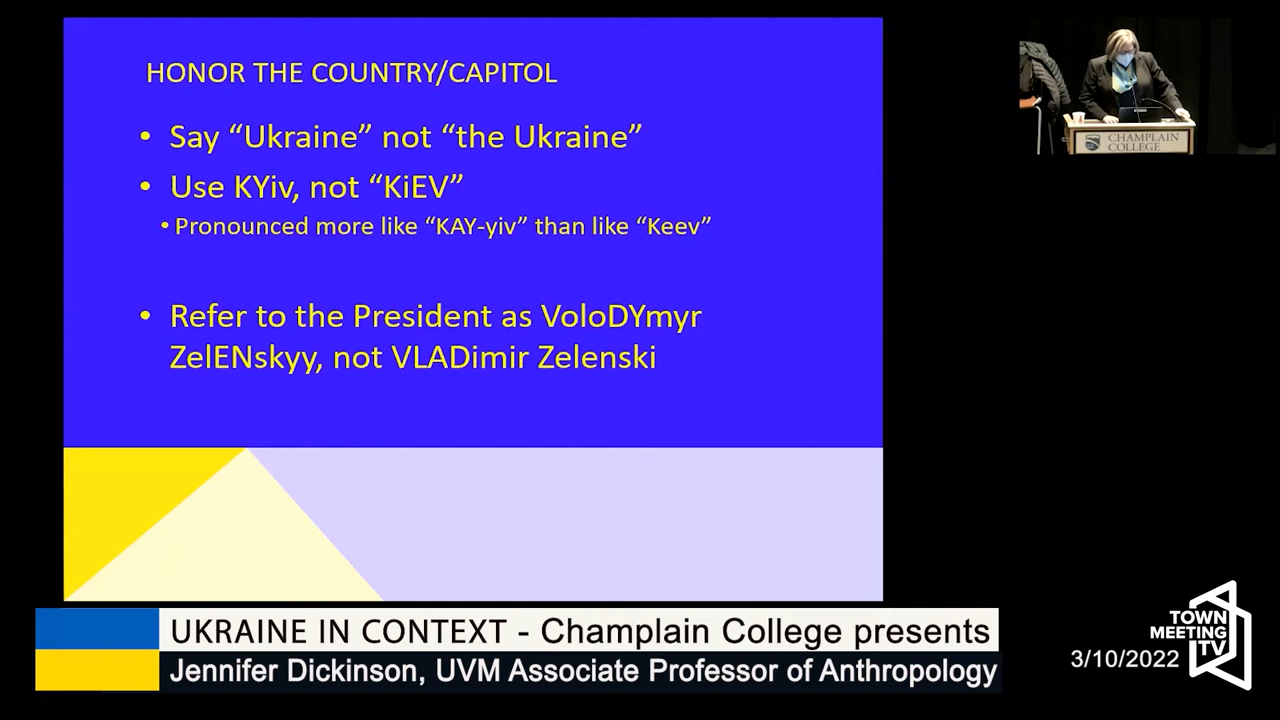 HONOR THE COUNTRY/CAPITOL
• Say “Ukraine” not “the Ukraine”
• Use KYiv, not “KiEV”
• Pronounced more like “KAY-yiv” than like “Keev”
• Refer to the President as VoloDYmyr
ZelENskyy, not VLADimir Zelenski
CHAMPLAIN
COLLEGE
UKRAINE IN CONTEXT - Champlain College presents
Jennifer Dickinson, UVM Associate Professor of Anthropology
3/10/2022
TOWN
MEETING
TV